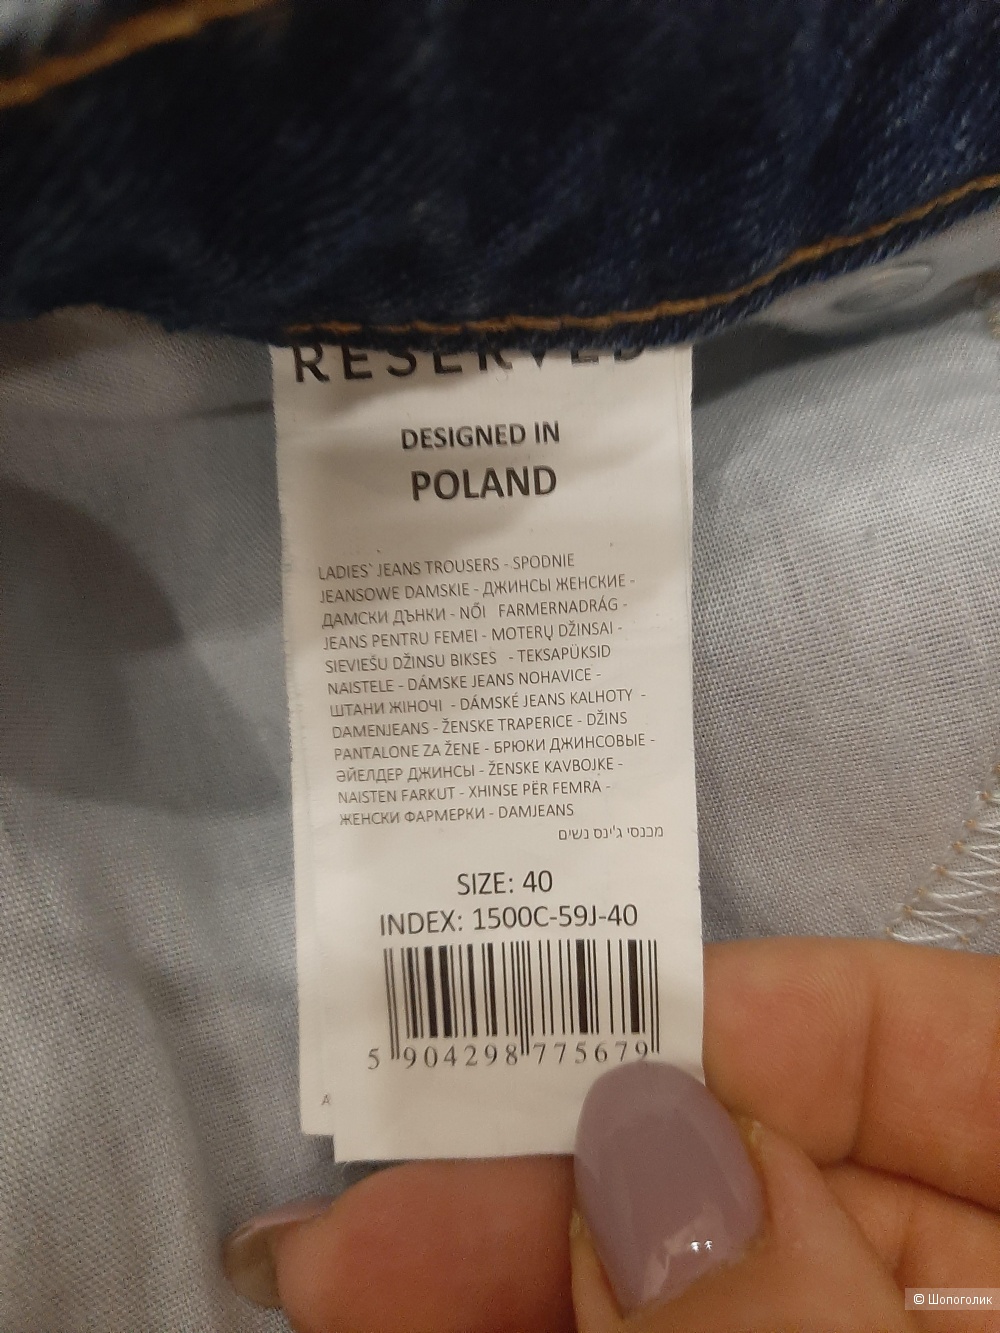 RESERVED
DESIGNED IN
POLAND
LADIES` JEANS TROUSERS - SPODNIE
JEANSOWE DAMSKIE - ДЖИНСЫ ЖЕНСКИЕ -
ДАМСКИ ДЪНКИ - NŐI FARMERNADRÁG -
JEANS PENTRU FEMEI - MOTERŲ DŽINSAI -
SIEVIEŠU DŽINSU BIKSES - TEKSAPÜKSID
NAISTELE - DÁMSKE JEANS NOHAVICE -
ШТАНИ ЖІНОЧІ - DÁMSKÉ JEANS KALHOTY -
DAMENJEANS - ŽENSKE TRAPERICE - DŽINS
PANTALONE ZA ŽENE - БРЮКИ ДЖИНСОВЫЕ -
ӘЙЕЛДЕР ДЖИНСЫ - ŽENSKE KAVBOJKE -
NAISTEN FARKUT - XHINSE PËR FEMRA -
ЖЕНСКИ ФАРМЕРКИ - DAMJEANS
מכנסי ג'ינס נשים
SIZE: 40
INDEX: 1500C-59J-40
5 904298 775679
A
© Шопоголик